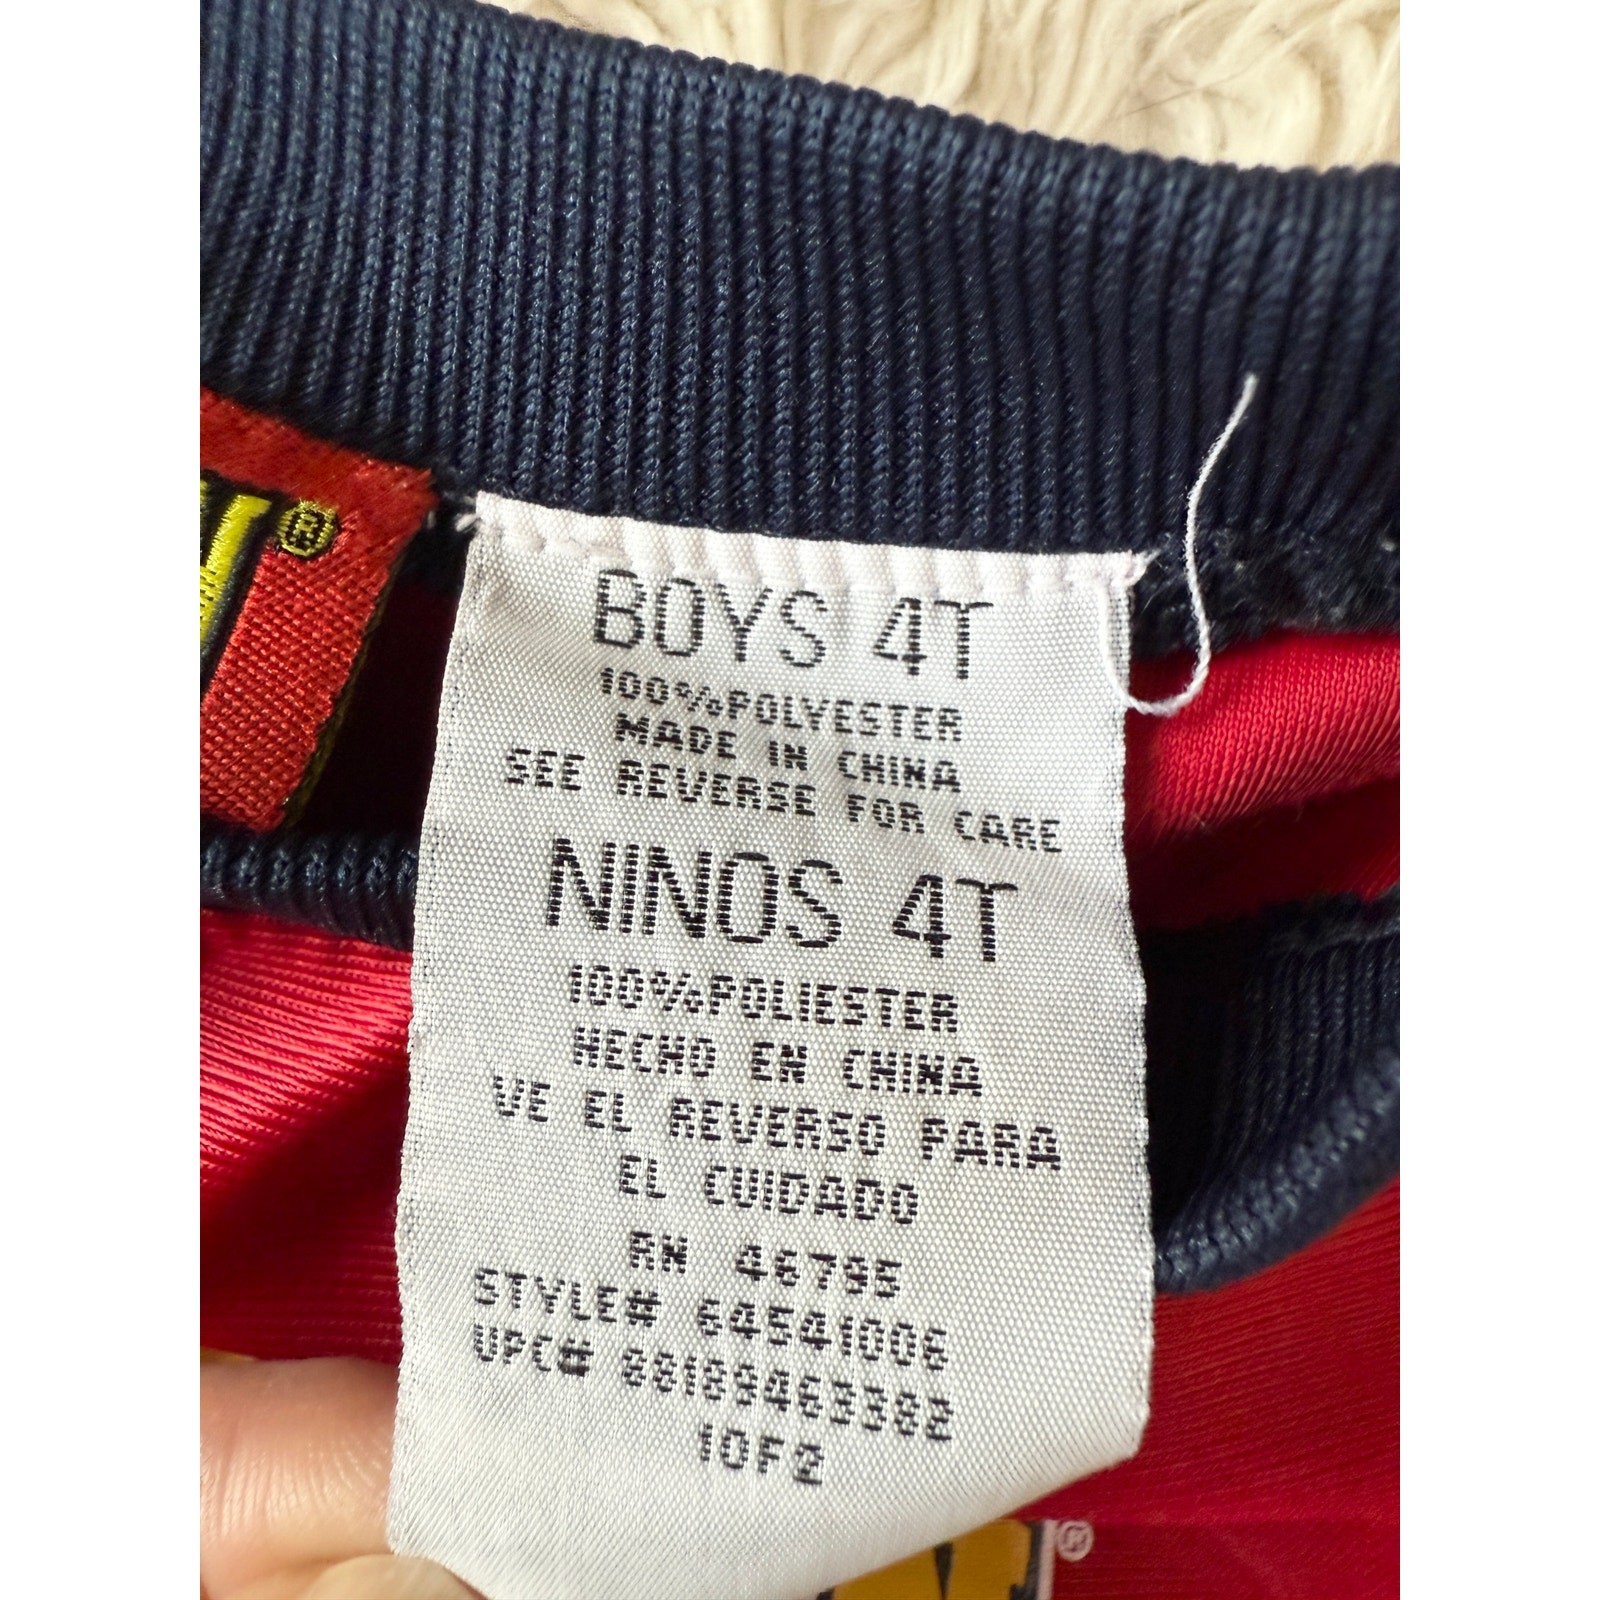 BOYS 4T
100%POLYESTER
MADE IN CHINA
SEE REVERSE FOR CARE
NINOS 4T
100%POLIESTER
HECHO EN CHINA
VE EL REVERSO PARA
EL CUIDADO
RN 46795
STYLE# 64541006
UPC# 88189463382
1OF2
®
®